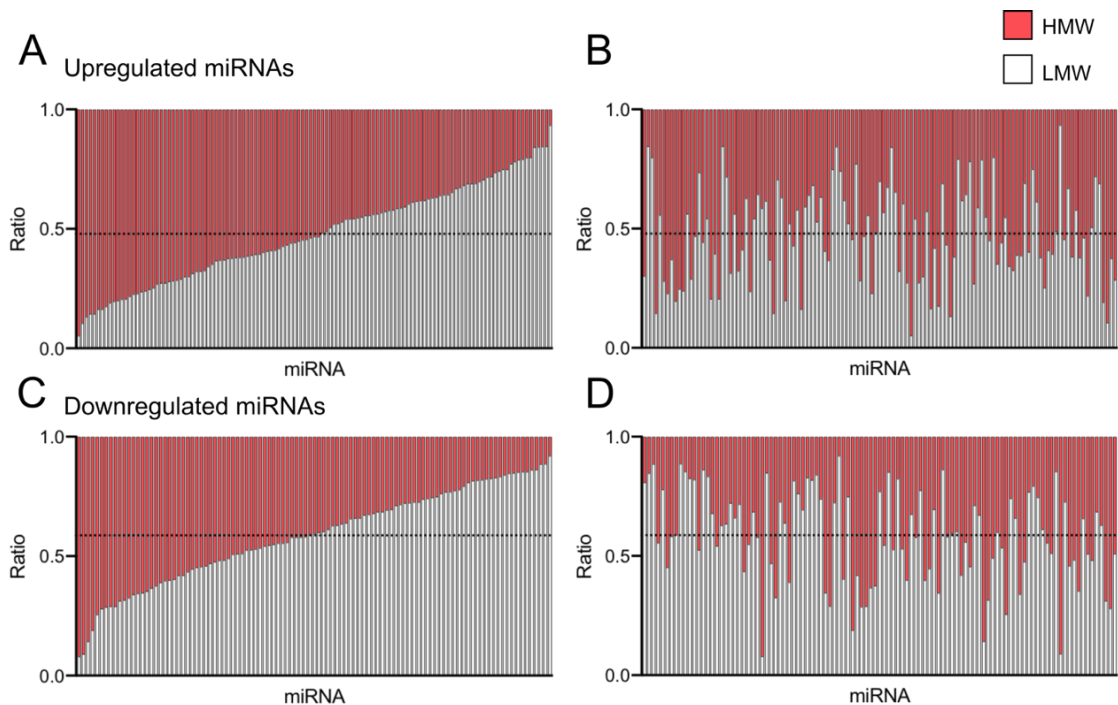 A
Upregulated miRNAs
B
HMW
LMW
1.0
0.5
0.0
Ratio
miRNA
1.0
0.5
0.0
Ratio
miRNA
C
Downregulated miRNAs
D
1.0
0.5
0.0
Ratio
miRNA
1.0
0.5
0.0
Ratio
miRNA